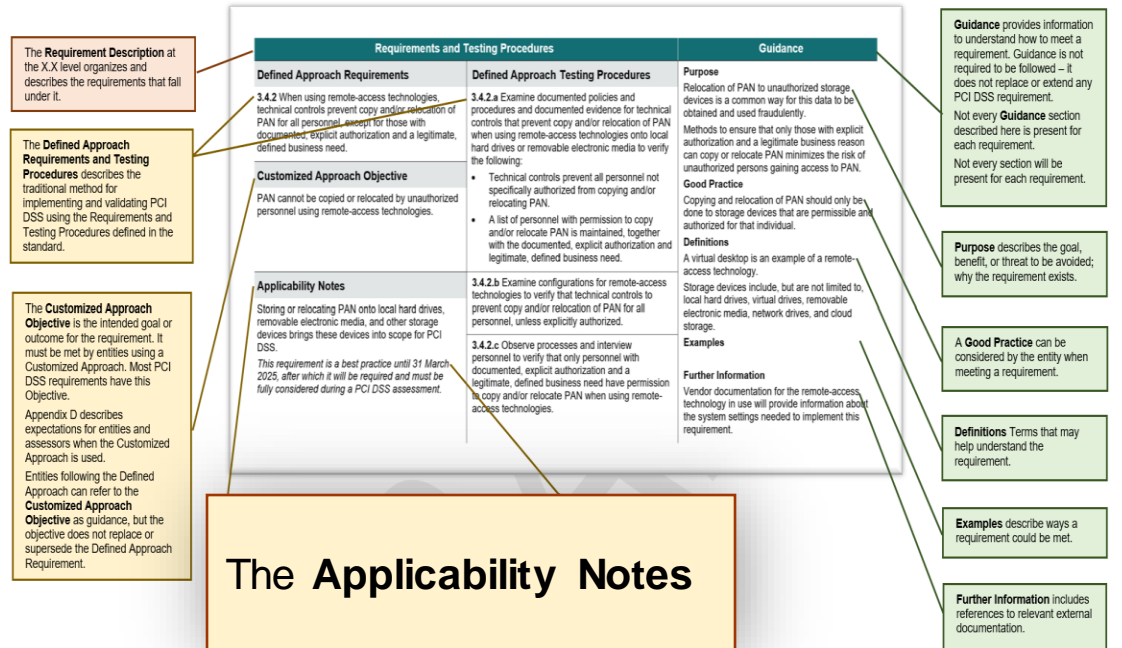 The Requirement Description at
the X.X level organizes and
describes the requirements that fall
under it.
The Defined Approach
Requirements and Testing
Procedures describes the
traditional method for
implementing and validating PCI
DSS using the Requirements and
Testing Procedures defined in the
standard.
The Customized Approach
Objective is the intended goal or
outcome for the requirement. It
must be met by entities using a
Customized Approach. Most PCI
DSS requirements have this
Objective.
Appendix D describes
expectations for entities and
assessors when the Customized
Approach is used.
Entities following the Defined
Approach can refer to the
Customized Approach
Objective as guidance, but the
objective does not replace or
supersede the Defined Approach
Requirement.
Requirements and Testing Procedures
Guidance
Defined Approach Requirements
3.4.2 When using remote-access technologies,
technical controls prevent copy and/or relocation of
PAN for all personnel, except for those with
documented, explicit authorization and a legitimate,
defined business need.
Customized Approach Objective
PAN cannot be copied or relocated by unauthorized
personnel using remote-access technologies.
Applicability Notes
Storing or relocating PAN onto local hard drives,
removable electronic media, and other storage
devices brings these devices into scope for PCI
DSS.
This requirement is a best practice until 31 March
2025, after which it will be required and must be
fully considered during a PCI DSS assessment.
Defined Approach Testing Procedures
3.4.2.a Examine documented policies and
procedures and documented evidence for technical
controls that prevent copy and/or relocation of PAN
when using remote-access technologies onto local
hard drives or removable electronic media to verify
the following:
• Technical controls prevent all personnel not
specifically authorized from copying and/or
relocating PAN.
• A list of personnel with permission to copy
and/or relocate PAN is maintained, together
with the documented, explicit authorization and
legitimate, defined business need.
3.4.2.b Examine configurations for remote-access
technologies to verify that technical controls to
prevent copy and/or relocation of PAN for all
personnel, unless explicitly authorized.
3.4.2.c Observe processes and interview
personnel to verify that only personnel with
documented, explicit authorization and a
legitimate, defined business need have permission
to copy and/or relocate PAN when using remote-
access technologies.
Purpose
Relocation of PAN to unauthorized storage
devices is a common way for this data to be
obtained and used fraudulently.
Methods to ensure that only those with explicit
authorization and a legitimate business reason
can copy or relocate PAN minimizes the risk of
unauthorized persons gaining access to PAN.
Good Practice
Copying and relocation of PAN should only be
done to storage devices that are permissible and
authorized for that individual.
Definitions
A virtual desktop is an example of a remote-
access technology.
Storage devices include, but are not limited to,
local hard drives, virtual drives, removable
electronic media, network drives, and cloud
storage.
Examples
Further Information
Vendor documentation for the remote-access
technology in use will provide information about
the system settings needed to implement this
requirement.
The Applicability Notes
Guidance provides information
to understand how to meet a
requirement. Guidance is not
required to be followed – it
does not replace or extend any
PCI DSS requirement.
Not every Guidance section
described here is present for
each requirement.
Not every section will be
present for each requirement.
Purpose describes the goal,
benefit, or threat to be avoided;
why the requirement exists.
A Good Practice can be
considered by the entity when
meeting a requirement.
Definitions Terms that may
help understand the
requirement.
Examples describe ways a
requirement could be met.
Further Information includes
references to relevant external
documentation.